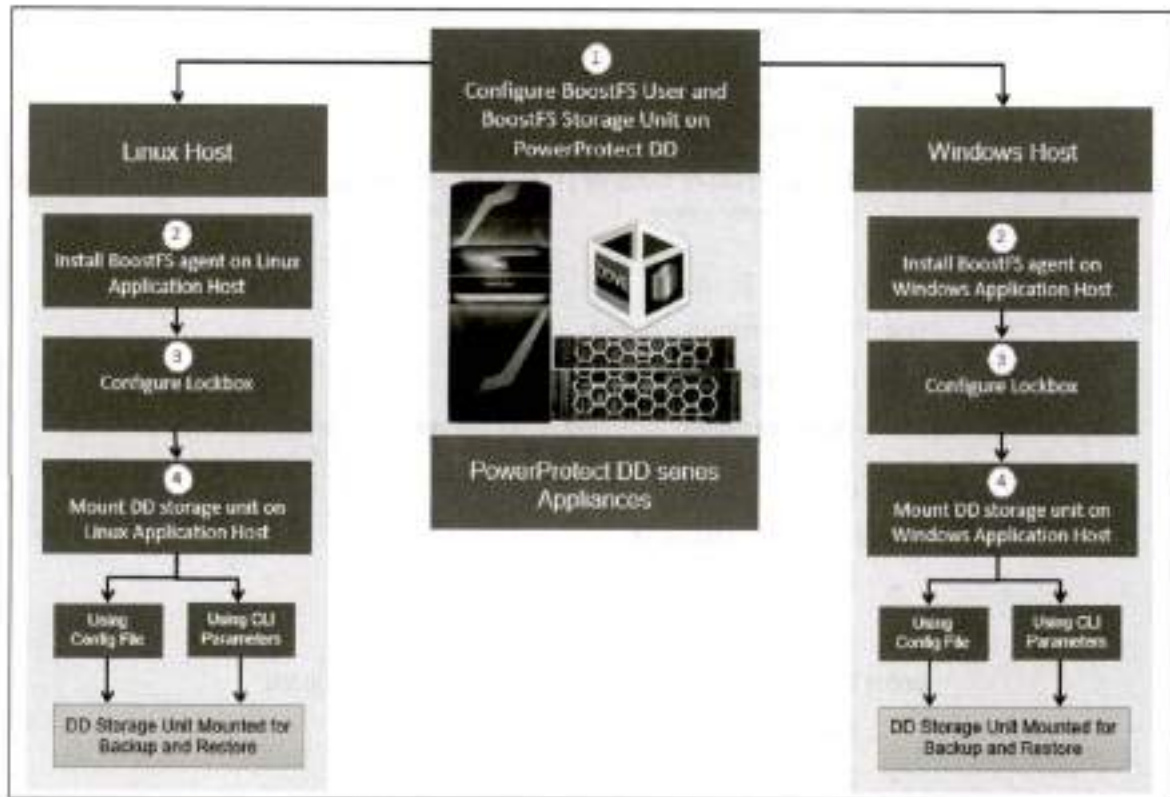 1
Configure BoostFS User and
BoostFS Storage Unit on
PowerProtect DD
Linux Host
2
Install BoostFS agent on Linux
Application Host
3
Configure Lockbox
4
Mount DD storage unit on
Linux Application Host
Using
Config File
Using CLI
Parameters
DD Storage Unit Mounted for
Backup and Restore
PowerProtect DD series
Appliances
Windows Host
2
Install BoostFS agent on
Windows Application Host
3
Configure Lockbox
4
Mount DD storage unit on
Windows Application Host
Using
Config File
Using CLI
Parameters
DD Storage Unit Mounted for
Backup and Restore